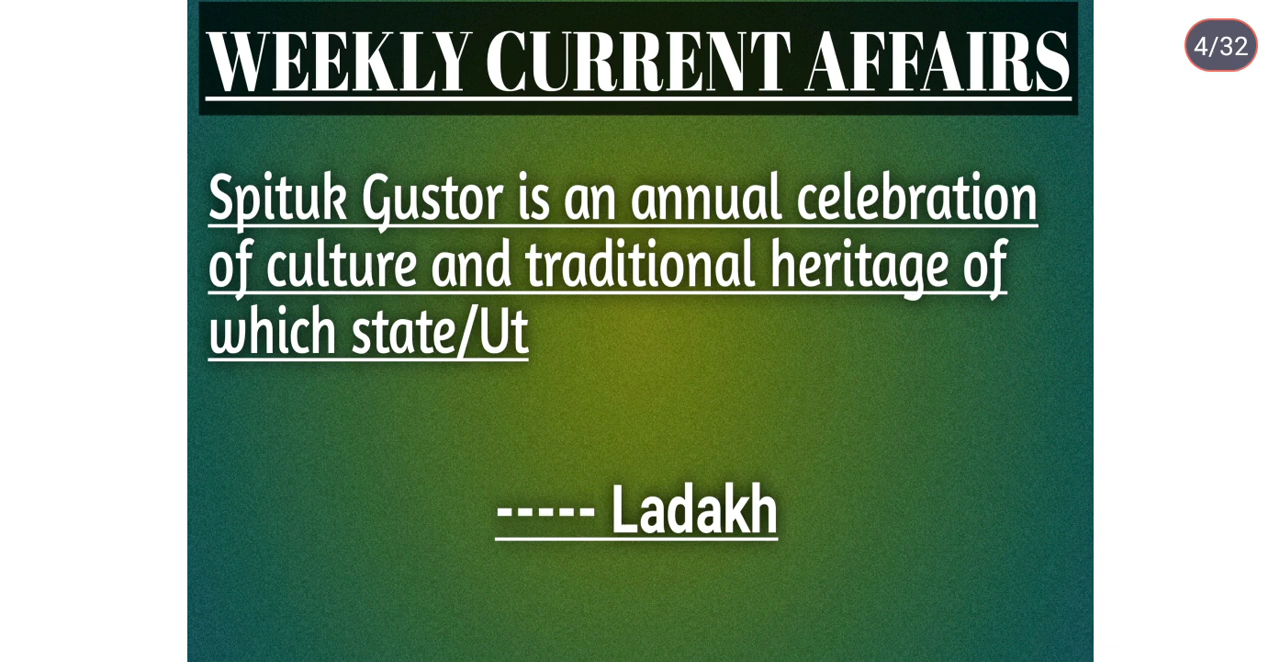 WEEKLY CURRENT AFFAIRS
4/32
Spituk Gustor is an annual celebration
of culture and traditional heritage of
which state/Ut
----- Ladakh